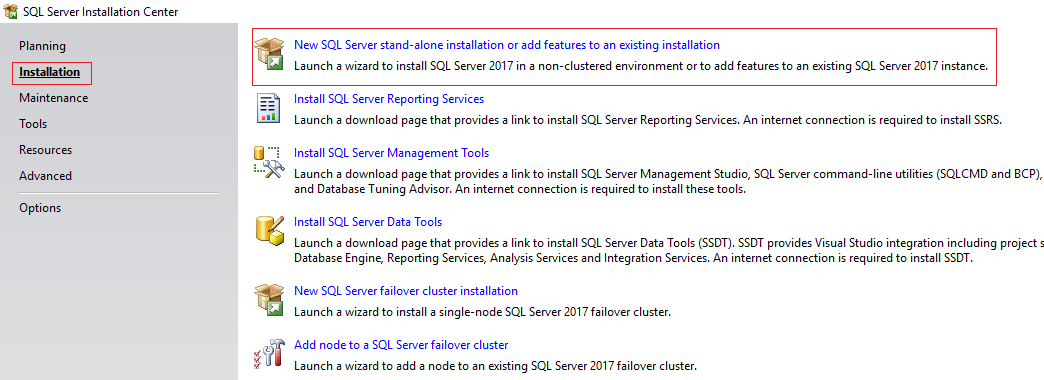 SQL Server Installation Center
Planning
Installation
Maintenance
Tools
Resources
Advanced
Options
New SQL Server stand-alone installation or add features to an existing installation
Launch a wizard to install SQL Server 2017 in a non-clustered environment or to add features to an existing SQL Server 2017 instance.
Install SQL Server Reporting Services
Launch a download page that provides a link to install SQL Server Reporting Services. An internet connection is required to install SSRS.
Install SQL Server Management Tools
Launch a download page that provides a link to install SQL Server Management Studio, SQL Server command-line utilities (SQLCMD and BCP),
and Database Tuning Advisor. An internet connection is required to install these tools.
Install SQL Server Data Tools
Launch a download page that provides a link to install SQL Server Data Tools (SSDT). SSDT provides Visual Studio integration including project s
Database Engine, Reporting Services, Analysis Services and Integration Services. An internet connection is required to install SSDT.
New SQL Server failover cluster installation
Launch a wizard to install a single-node SQL Server 2017 failover cluster.
Add node to a SQL Server failover cluster
Launch a wizard to add a node to an existing SQL Server 2017 failover cluster.